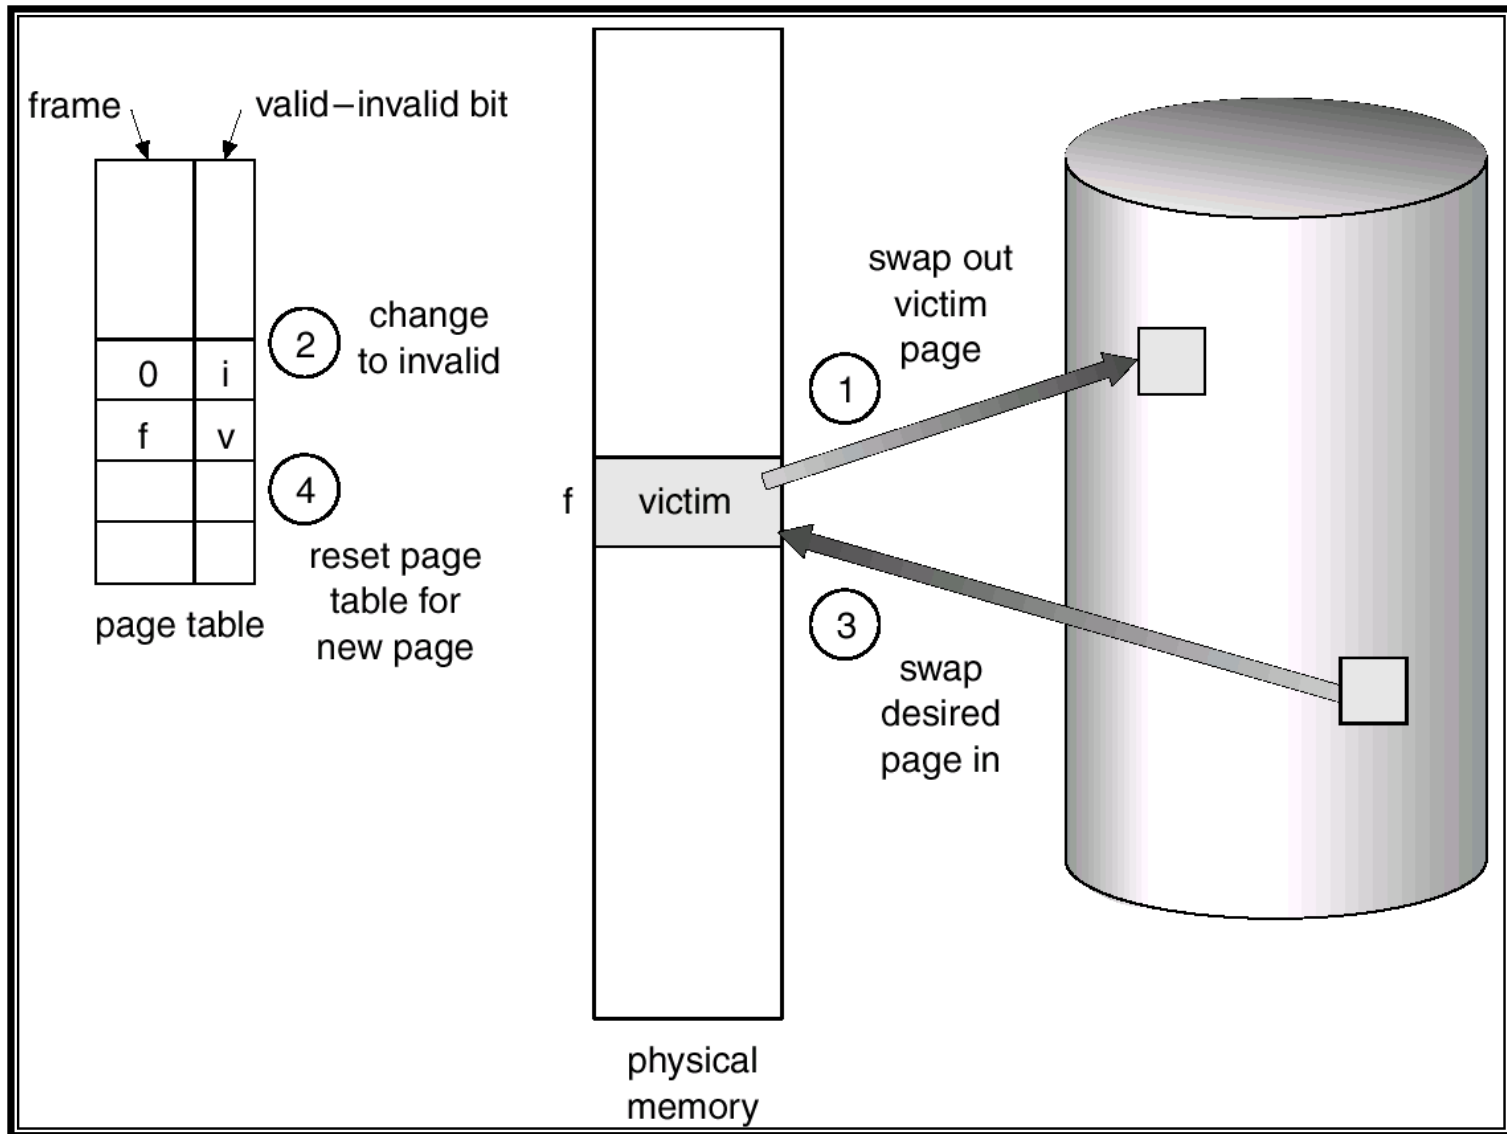 frame
valid–invalid bit
0 i
f v
page table
2
change
to invalid
4
reset page
table for
new page
f
victim
physical
memory
1
swap out
victim
page
3
swap
desired
page in